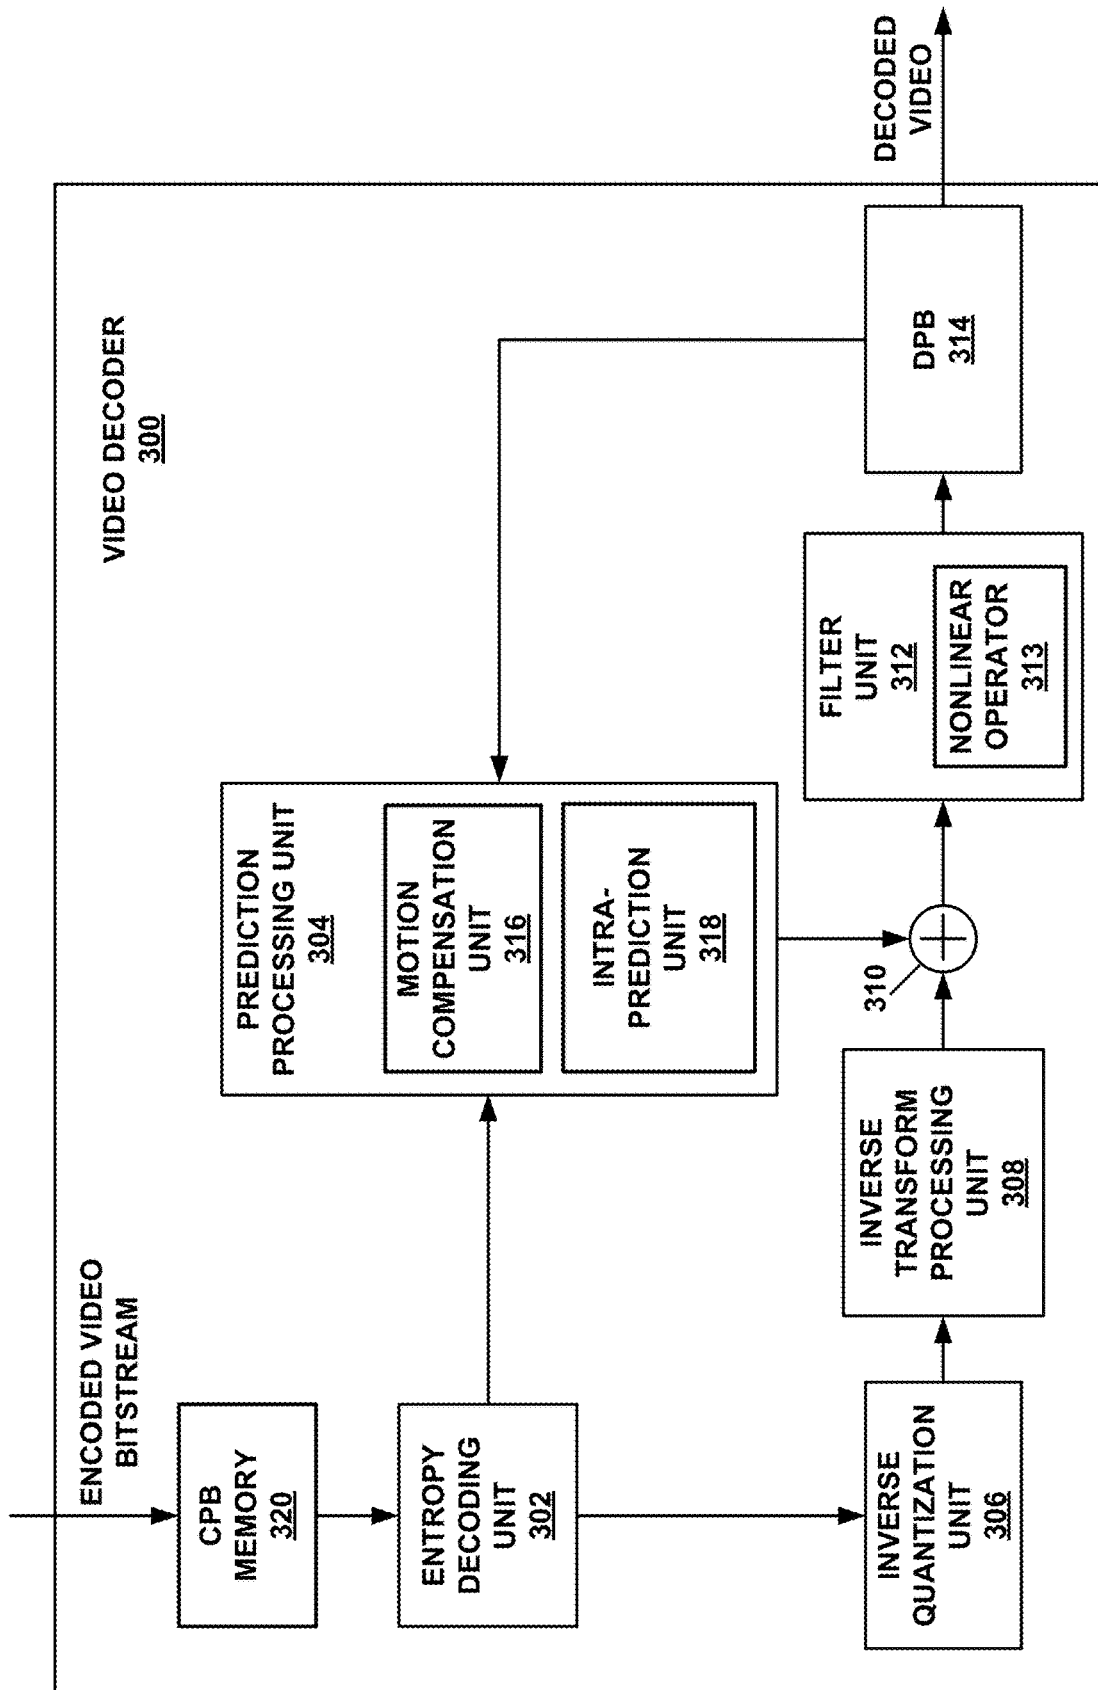 VIDEO DECODER
300
ENCODED VIDEO
BITSTREAM
CPB
MEMORY
320
ENTROPY
DECODING
UNIT
302
PREDICTION
PROCESSING UNIT
304
MOTION
COMPENSATION
UNIT
316
INTRA-
PREDICTION
UNIT
318
INVERSE
QUANTIZATION
UNIT
306
INVERSE
TRANSFORM
PROCESSING
UNIT
308
310
FILTER
UNIT
312
NONLINEAR
OPERATOR
313
DPB
314
DECODED
VIDEO